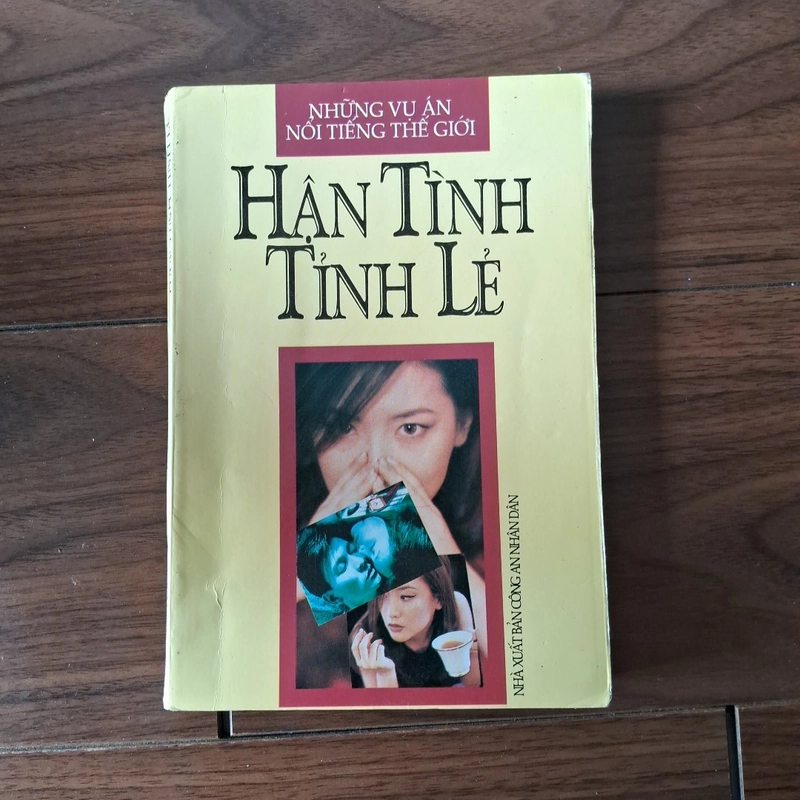 NHỮNG VỤ ÁN
NỔI TIẾNG THẾ GIỚI
HẬN TÌNH
TỈNH LẺ
NHÀ XUẤT BẢN CÔNG AN NHÂN DÂN